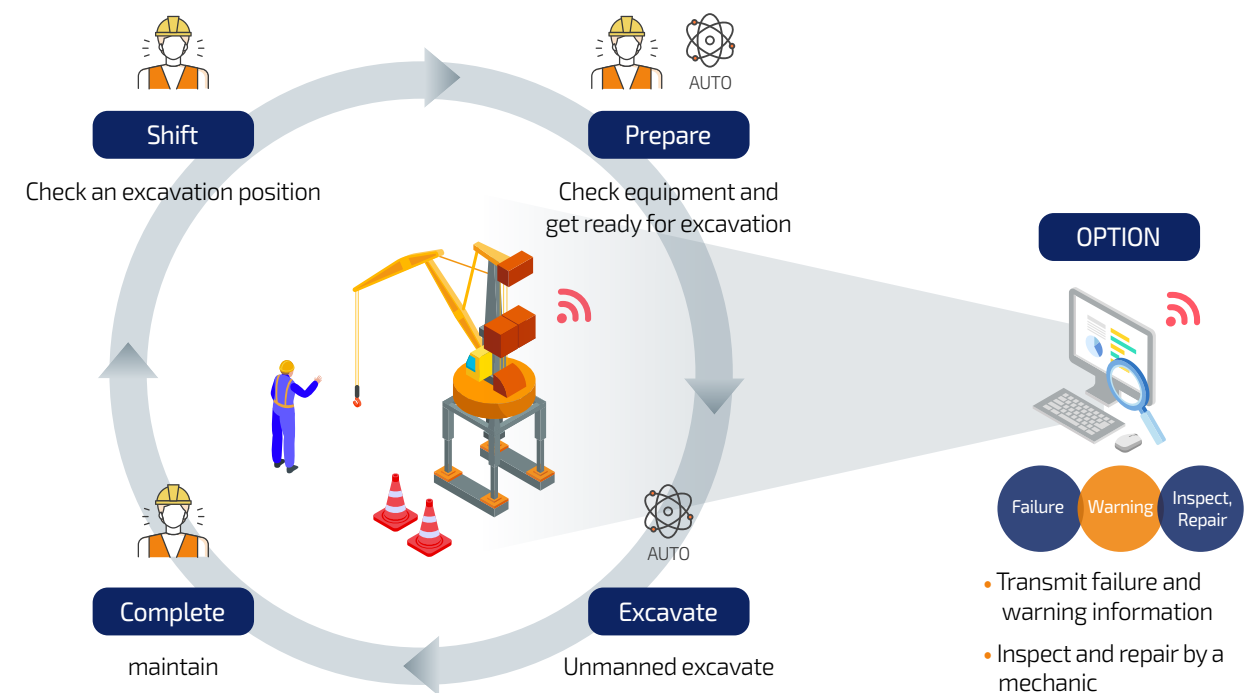 AUTO
Shift
Prepare
Check an excavation position
Check equipment and
get ready for excavation
OPTION
Failure
Warning
Inspect,
Repair
AUTO
• Transmit failure and
warning information
Complete
Excavate
maintain
Unmanned excavate
• Inspect and repair by a
mechanic